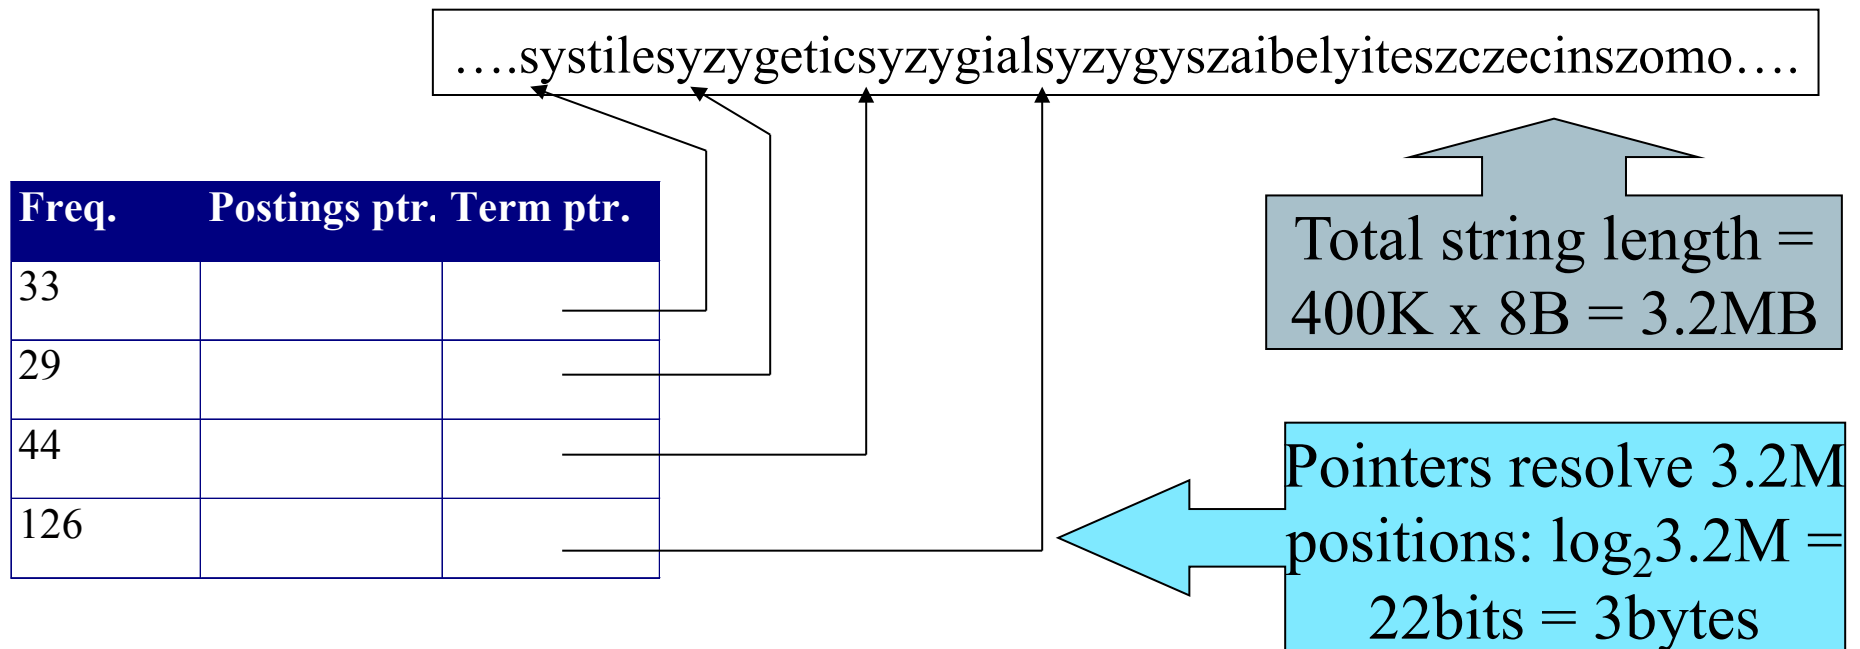 ….systilesyzygeticsyzygialsyzygyszaibelyiteszczecinszomo….
Freq. Postings ptr. Term ptr.
33
29
44
126
Total string length =
400K x 8B = 3.2MB
Pointers resolve 3.2M
positions: log₂3.2M =
22bits = 3bytes